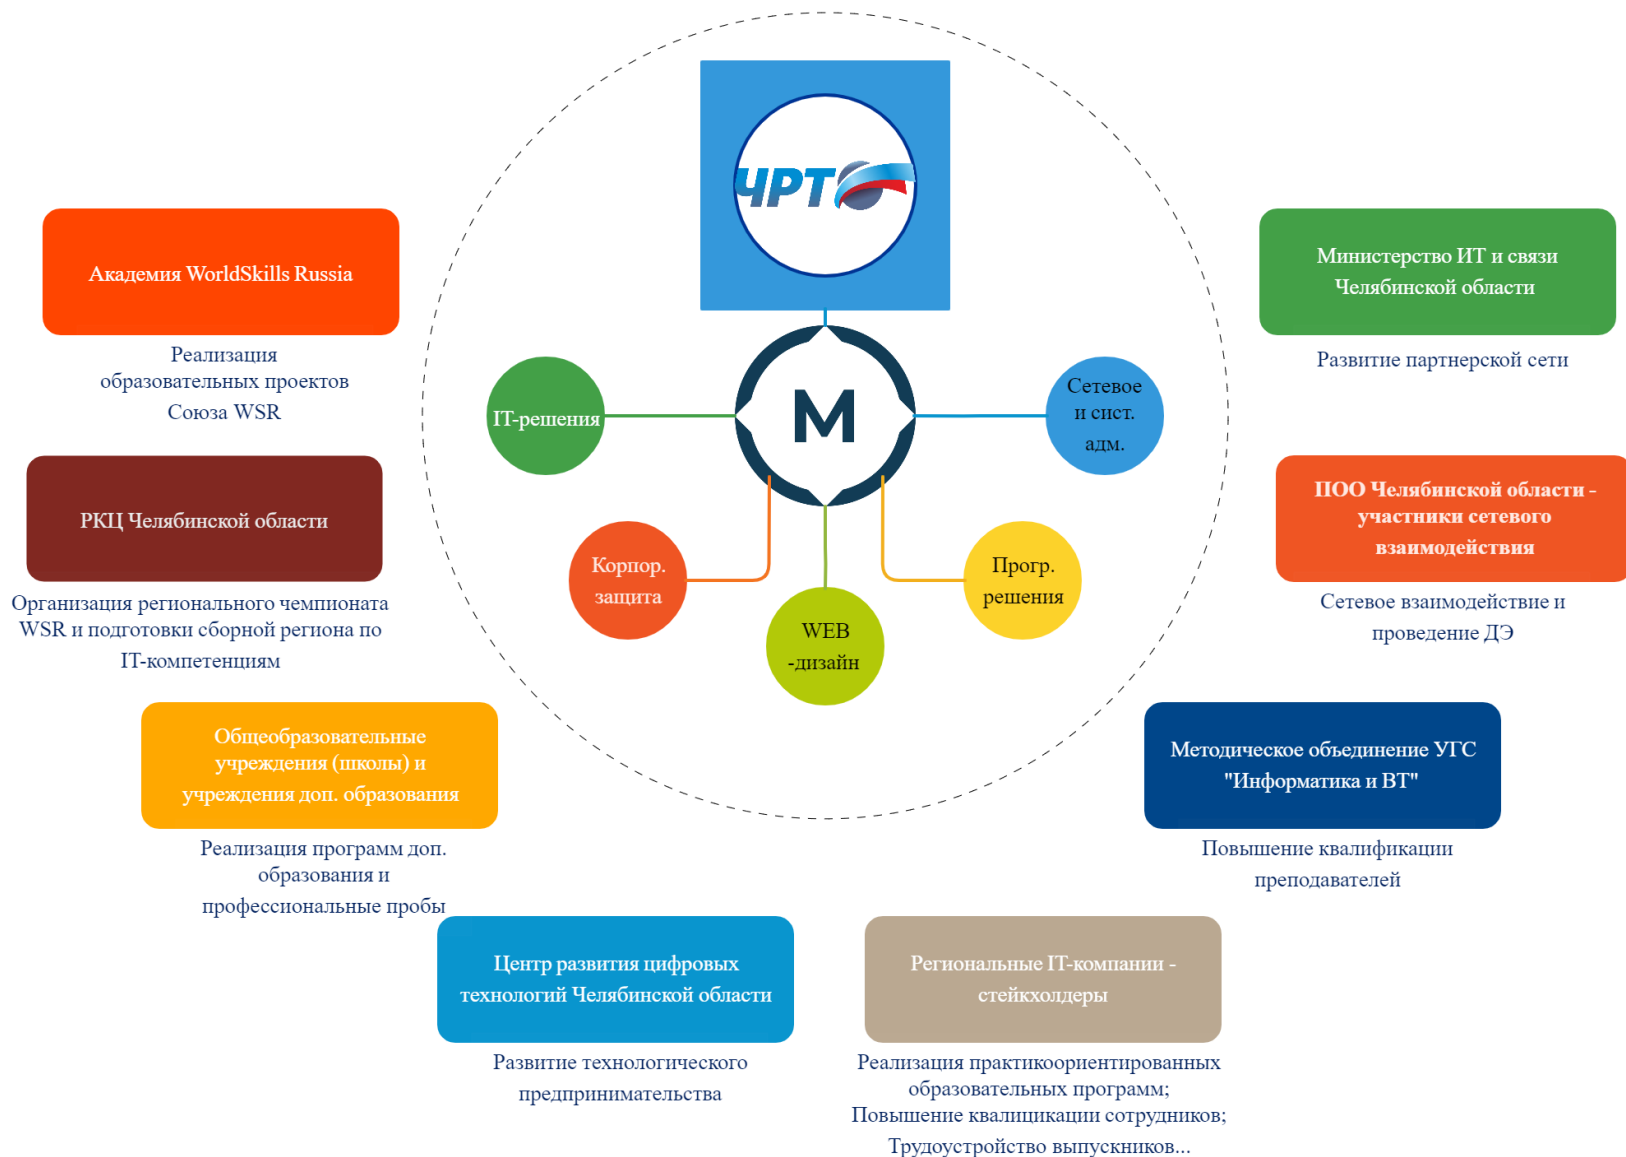 ЧРТ
М
IT-решения
Сетевое
и сист.
адм.
Корпор.
защита
WEB
-дизайн
Прогр.
решения
Академия WorldSkills Russia
Реализация
образовательных проектов
Союза WSR
РКЦ Челябинской области
Организация регионального чемпионата
WSR и подготовки сборной региона по
IT-компетенциям
Общеобразовательные
учреждения (школы) и
учреждения доп. образования
Реализация программ доп.
образования и
профессиональные пробы
Центр развития цифровых
технологий Челябинской области
Развитие технологического
предпринимательства
Региональные IT-компании -
стейкхолдеры
Реализация практикоориентированных
образовательных программ;
Повышение квалицикации сотрудников;
Трудоустройство выпускников...
Методическое объединение УГС
"Информатика и ВТ"
Повышение квалификации
преподавателей
ПОО Челябинской области -
участники сетевого
взаимодействия
Сетевое взаимодействие и
проведение ДЭ
Министерство ИТ и связи
Челябинской области
Развитие партнерской сети